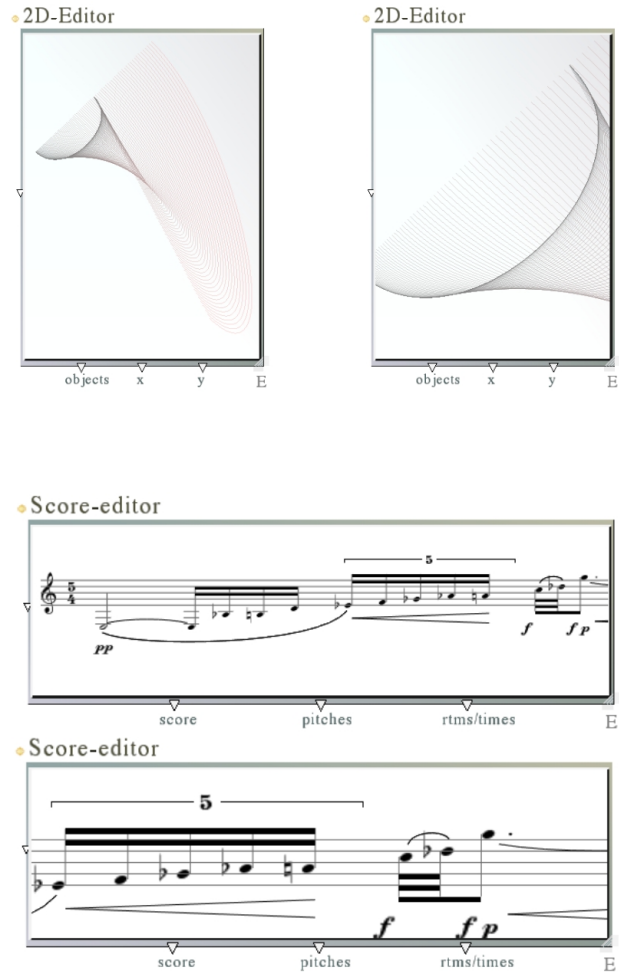 2D-Editor
2D-Editor
objects x y E
objects x y E
Score-editor
5
5
4
pp
f
f p
score pitches rtms/times E
Score-editor
5
f
f p
score pitches rtms/times E